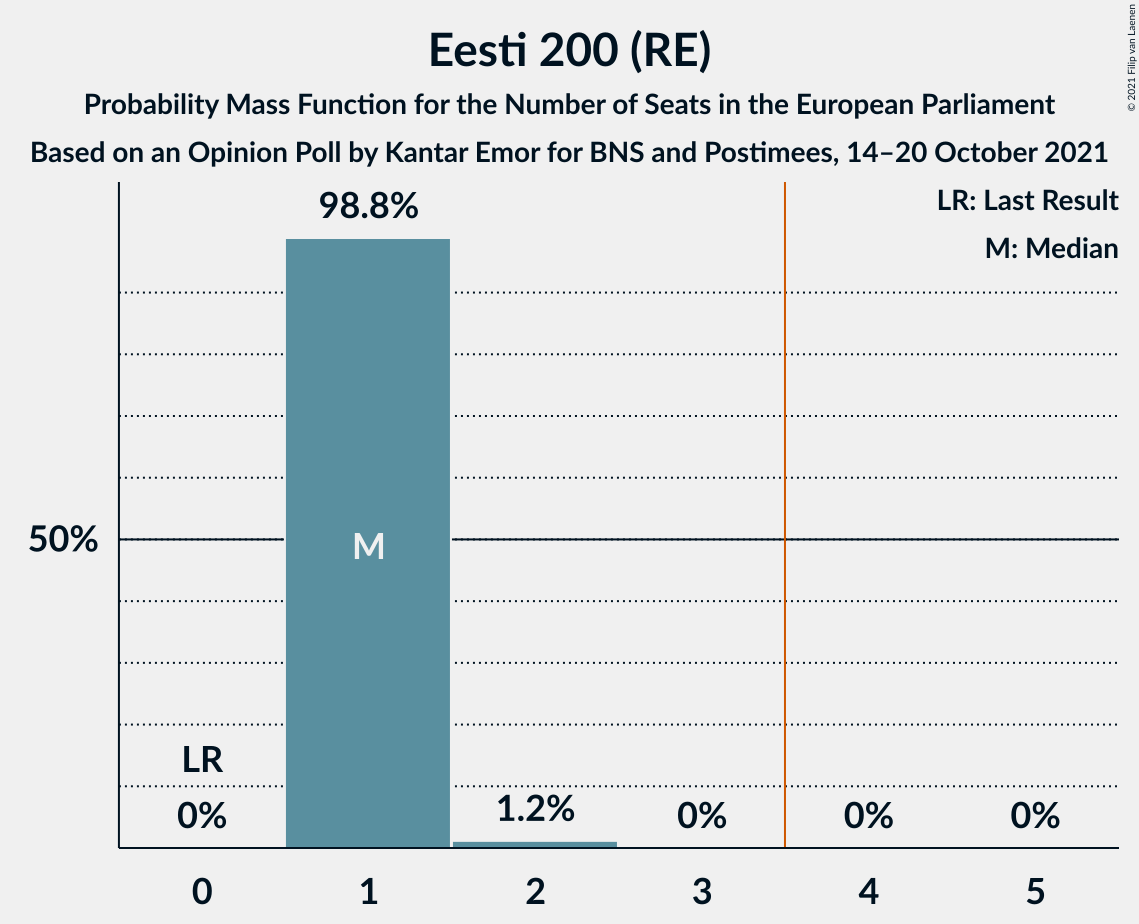 Eesti 200 (RE)
Probability Mass Function for the Number of Seats in the European Parliament
Based on an Opinion Poll by Kantar Emor for BNS and Postimees, 14–20 October 2021
© 2021 Filip van Laenen
LR: Last Result
M: Median
98.8%
50%
M
LR
0%
1.2%
0%
0%
0%
0
1
2
3
4
5